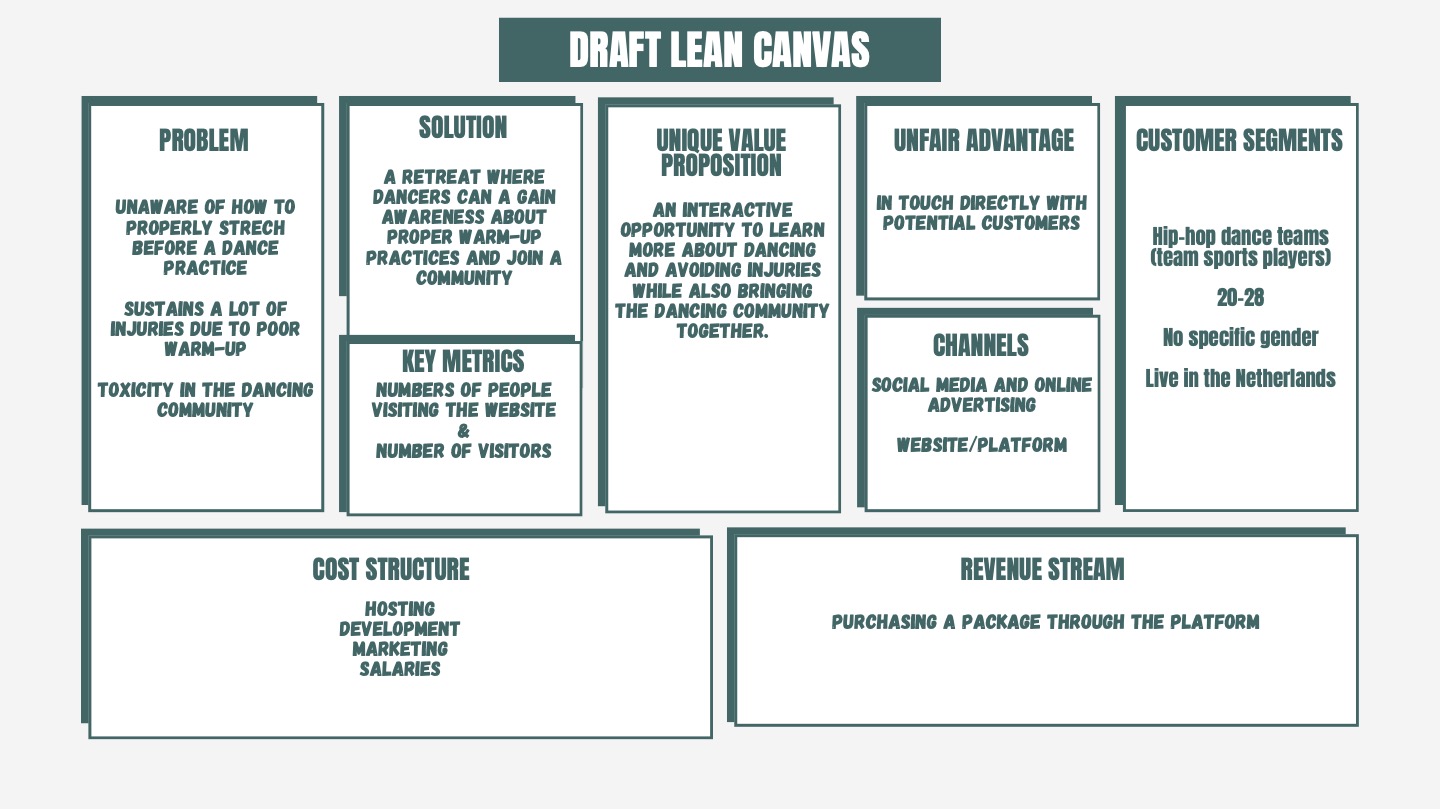 DRAFT LEAN CANVAS
PROBLEM
UNAWARE OF HOW TO
PROPERLY STRECH
BEFORE A DANCE
PRACTICE
SUSTAINS A LOT OF
INJURIES DUE TO POOR
WARM-UP
TOXICITY IN THE DANCING
COMMUNITY
SOLUTION
A RETREAT WHERE
DANCERS CAN A GAIN
AWARENESS ABOUT
PROPER WARM-UP
PRACTICES AND JOIN A
COMMUNITY
KEY METRICS
NUMBERS OF PEOPLE
VISITING THE WEBSITE
&
NUMBER OF VISITORS
UNIQUE VALUE
PROPOSITION
AN INTERACTIVE
OPPORTUNITY TO LEARN
MORE ABOUT DANCING
AND AVOIDING INJURIES
WHILE ALSO BRINGING
THE DANCING COMMUNITY
TOGETHER.
UNFAIR ADVANTAGE
IN TOUCH DIRECTLY WITH
POTENTIAL CUSTOMERS
CHANNELS
SOCIAL MEDIA AND ONLINE
ADVERTISING
WEBSITE/PLATFORM
CUSTOMER SEGMENTS
Hip-hop dance teams
(team sports players)
20-28
No specific gender
Live in the Netherlands
COST STRUCTURE
HOSTING
DEVELOPMENT
MARKETING
SALARIES
REVENUE STREAM
PURCHASING A PACKAGE THROUGH THE PLATFORM